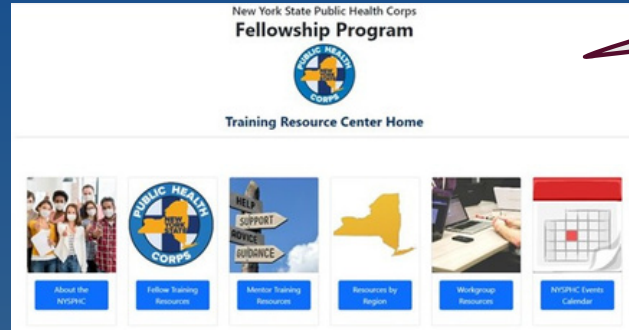 New York State Public Health Corps
Fellowship Program
PUBLIC HEALTH
NEW YORK STATE
CORPS
Training Resource Center Home
PUBLIC HEALTH
NEW
YORK
STATE
CORPS
HELP
SUPPORT
ADVICE
GUIDANCE
About the
NYSPHC
Fellow Training
Resources
Mentor Training
Resources
Resources by
Region
Workgroup
Resources
NYSPHC Events
Calendar